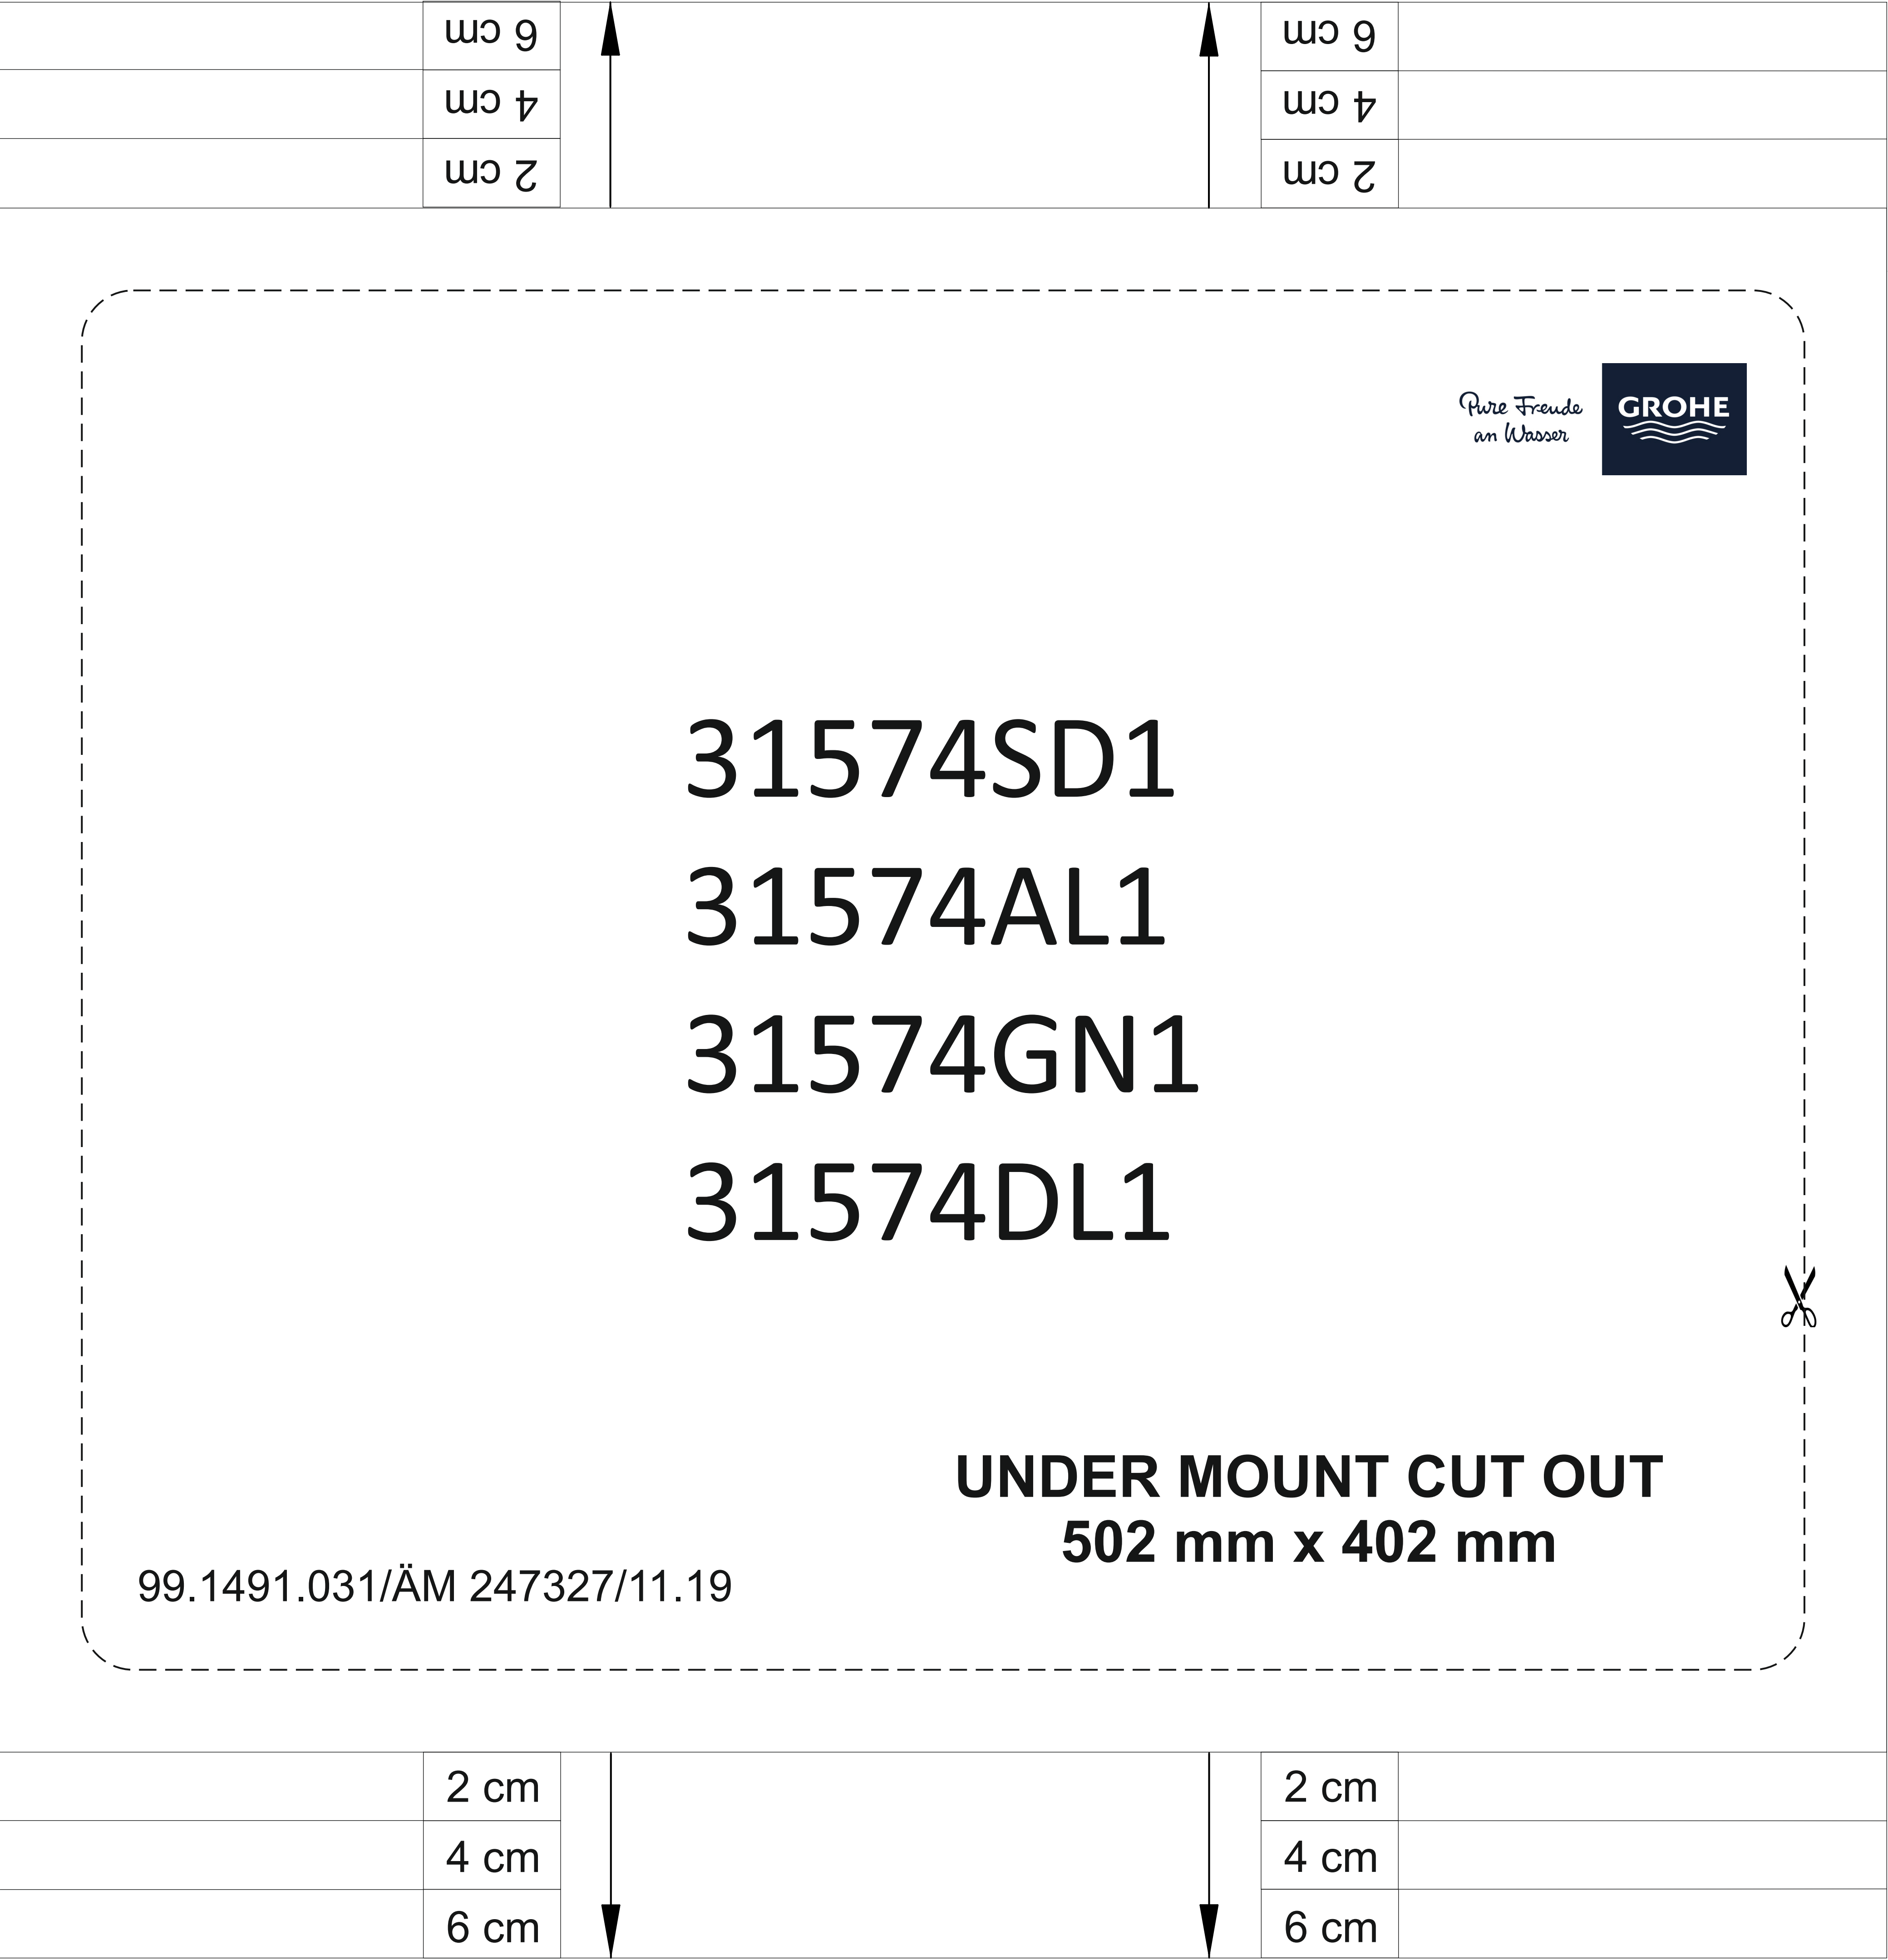 6 cm 6 cm
4 cm 4 cm
2 cm 2 cm
Pure Freude
an Wasser
GROHE
31574SD1
31574AL1
31574GN1
31574DL1
UNDER MOUNT CUT OUT
502 mm x 402 mm
99.1491.031/ÄM 247327/11.19
2 cm 2 cm
4 cm 4 cm
6 cm 6 cm